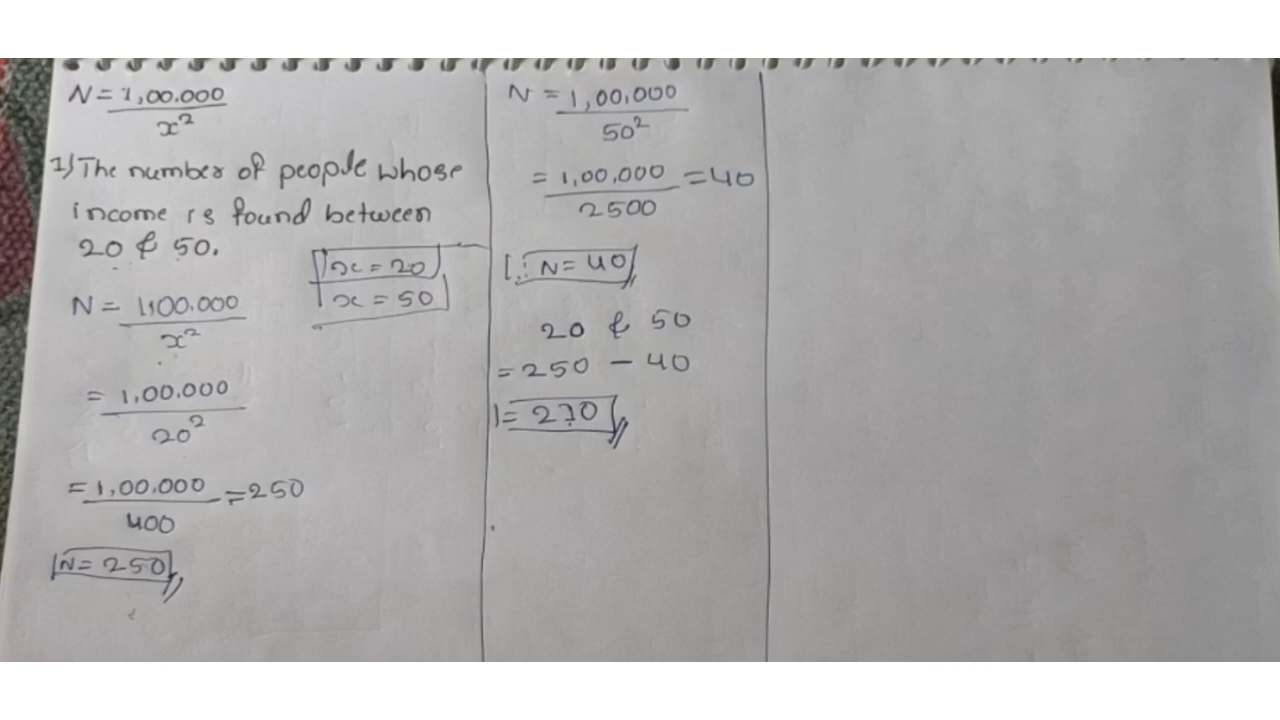 N = 1,00,000
x²
1) The number of people whose
income is found between
20 & 50.
x = 20
x = 50
N = 1,00,000
x²
= 1,00,000
20²
= 1,00,000 = 250
400
N = 250
N = 1,00,000
50²
= 1,00,000 = 40
2500
∴ N = 40
20 & 50
= 250 - 40
= 270